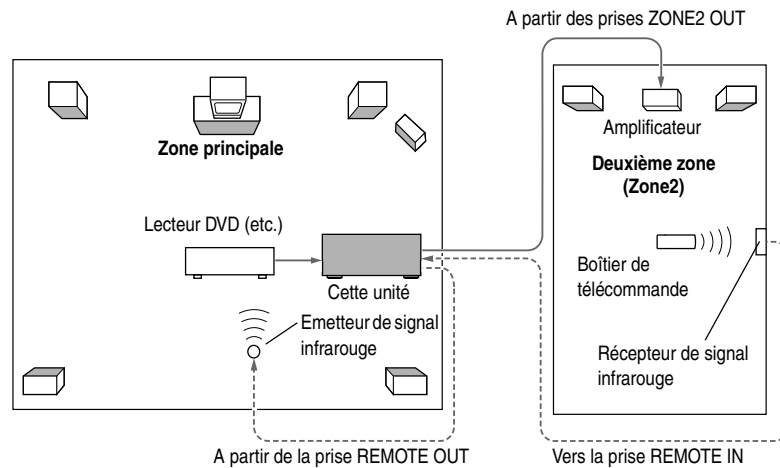 A partir des prises ZONE2 OUT
Zone principale
Amplificateur
Deuxième zone
(Zone2)
Lecteur DVD (etc.)
Cette unité
Boîtier de
télécommande
Emetteur de signal
infrarouge
Récepteur de signal
infrarouge
A partir de la prise REMOTE OUT
Vers la prise REMOTE IN